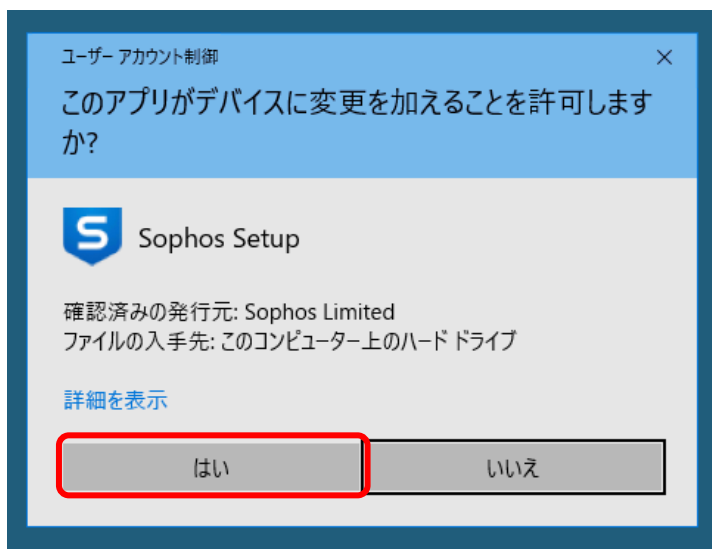 ユーザー アカウント制御
このアプリがデバイスに変更を加えることを許可します
か?
Sophos Setup
確認済みの発行元: Sophos Limited
ファイルの入手先: このコンピューター上のハード ドライブ
詳細を表示
はい
いいえ